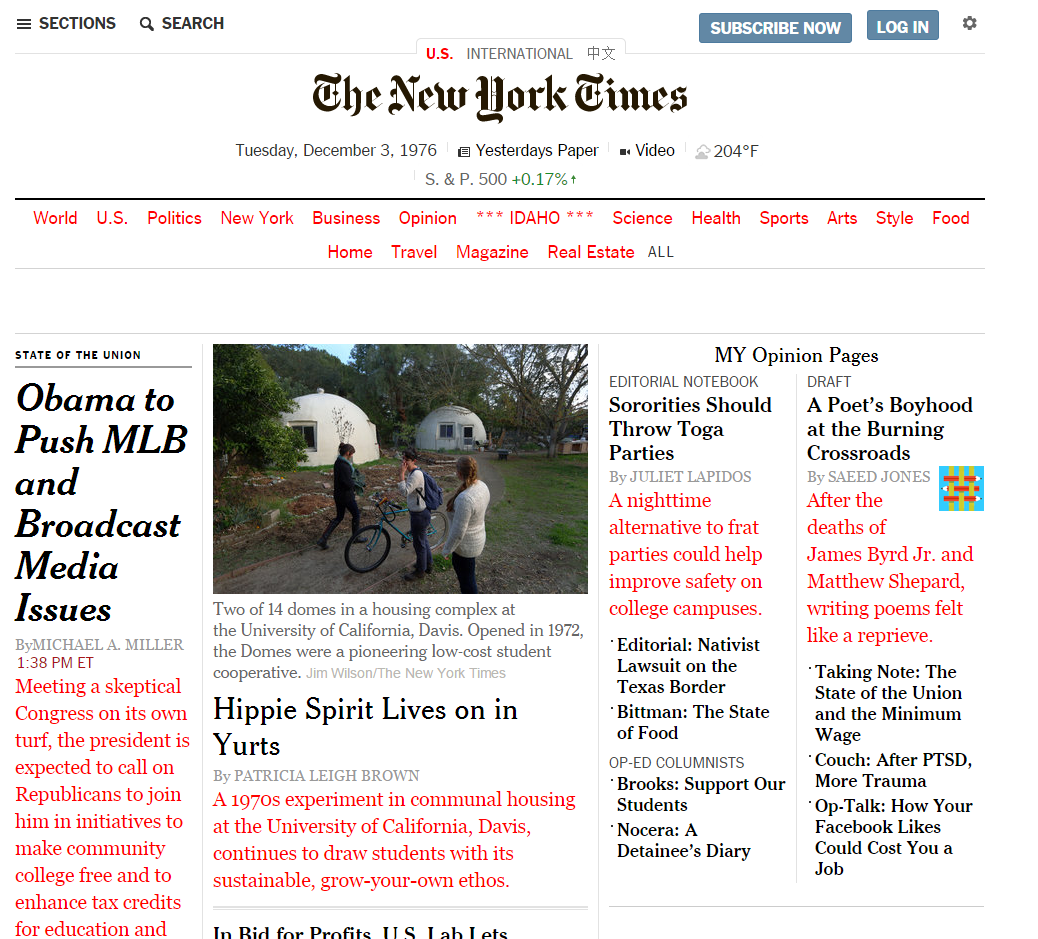 SECTIONS SEARCH SUBSCRIBE NOW LOG IN
U.S. INTERNATIONAL 中文
The New York Times
Tuesday, December 3, 1976 Yesterdays Paper Video 204°F
S. & P. 500 +0.17%↑
World U.S. Politics New York Business Opinion *** IDAHO *** Science Health Sports Arts Style Food
Home Travel Magazine Real Estate ALL
STATE OF THE UNION
Obama to
Push MLB
and
Broadcast
Media
Issues
ByMICHAEL A. MILLER
1:38 PM ET
Meeting a skeptical
Congress on its own
turf, the president is
expected to call on
Republicans to join
him in initiatives to
make community
college free and to
enhance tax credits
for education and
Two of 14 domes in a housing complex at
the University of California, Davis. Opened in 1972,
the Domes were a pioneering low-cost student
cooperative. Jim Wilson/The New York Times
Hippie Spirit Lives on in
Yurts
By PATRICIA LEIGH BROWN
A 1970s experiment in communal housing
at the University of California, Davis,
continues to draw students with its
sustainable, grow-your-own ethos.
In Bid for Profits, U.S. Lab Lets
MY Opinion Pages
EDITORIAL NOTEBOOK
Sororities Should
Throw Toga
Parties
By JULIET LAPIDOS
A nighttime
alternative to frat
parties could help
improve safety on
college campuses.
· Editorial: Nativist
Lawsuit on the
Texas Border
· Bittman: The State
of Food
OP-ED COLUMNISTS
· Brooks: Support Our
Students
· Nocera: A
Detainee's Diary
DRAFT
A Poet's Boyhood
at the Burning
Crossroads
By SAEED JONES
After the
deaths of
James Byrd Jr. and
Matthew Shepard,
writing poems felt
like a reprieve.
· Taking Note: The
State of the Union
and the Minimum
Wage
· Couch: After PTSD,
More Trauma
· Op-Talk: How Your
Facebook Likes
Could Cost You a
Job